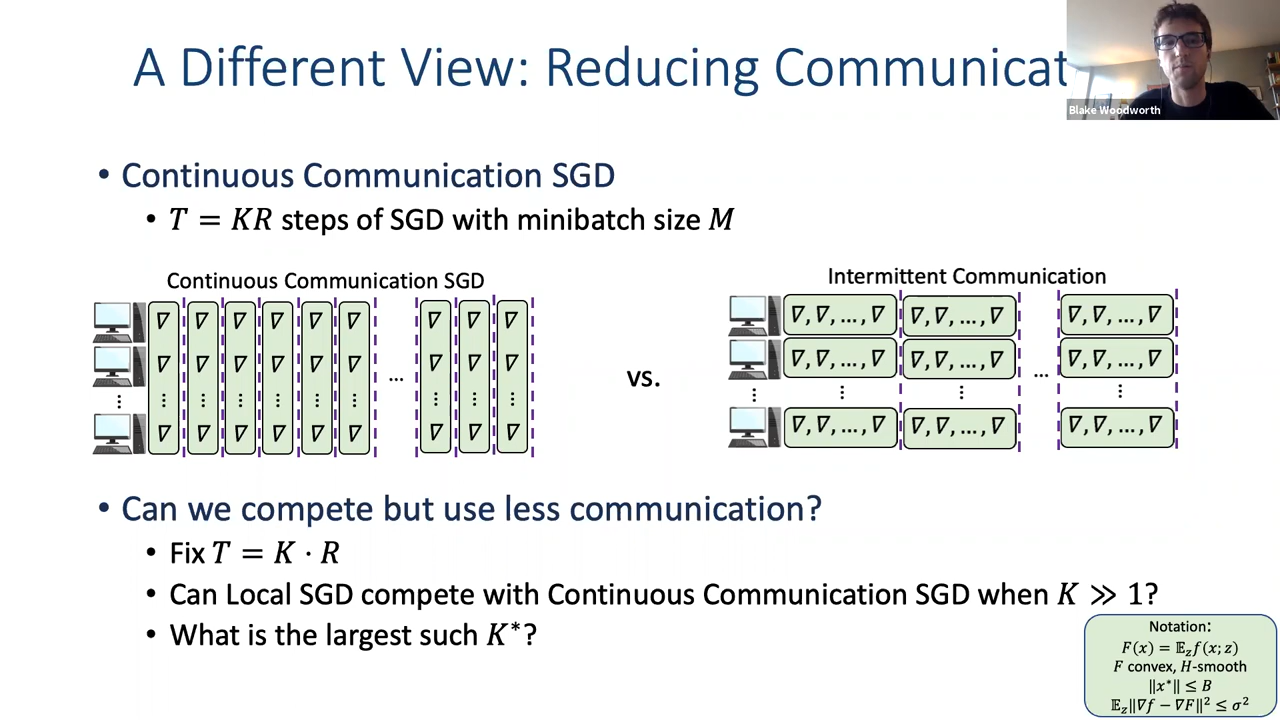 A Different View: Reducing Communicat
Blake Woodworth
• Continuous Communication SGD
• T = KR steps of SGD with minibatch size M
Continuous Communication SGD
Intermittent Communication
∇ ∇ ∇ ∇ ∇ ∇ ∇ ∇ ∇
∇ ∇ ∇ ∇ ∇ ∇ ... ∇ ∇ ∇
⋮ ⋮ ⋮ ⋮ ⋮ ⋮ ⋮ ⋮ ⋮ ⋮
∇ ∇ ∇ ∇ ∇ ∇ ∇ ∇ ∇
vs.
∇, ∇, ..., ∇ ∇, ∇, ..., ∇ ∇, ∇, ..., ∇
∇, ∇, ..., ∇ ∇, ∇, ..., ∇ ... ∇, ∇, ..., ∇
⋮ ⋮ ⋮ ⋮
∇, ∇, ..., ∇ ∇, ∇, ..., ∇ ∇, ∇, ..., ∇
• Can we compete but use less communication?
• Fix T = K · R
• Can Local SGD compete with Continuous Communication SGD when K ≫ 1?
• What is the largest such K*?
Notation:
F(x) = 𝔼_z f(x; z)
F convex, H-smooth
‖x*‖ ≤ B
𝔼_z‖∇f − ∇F‖² ≤ σ²